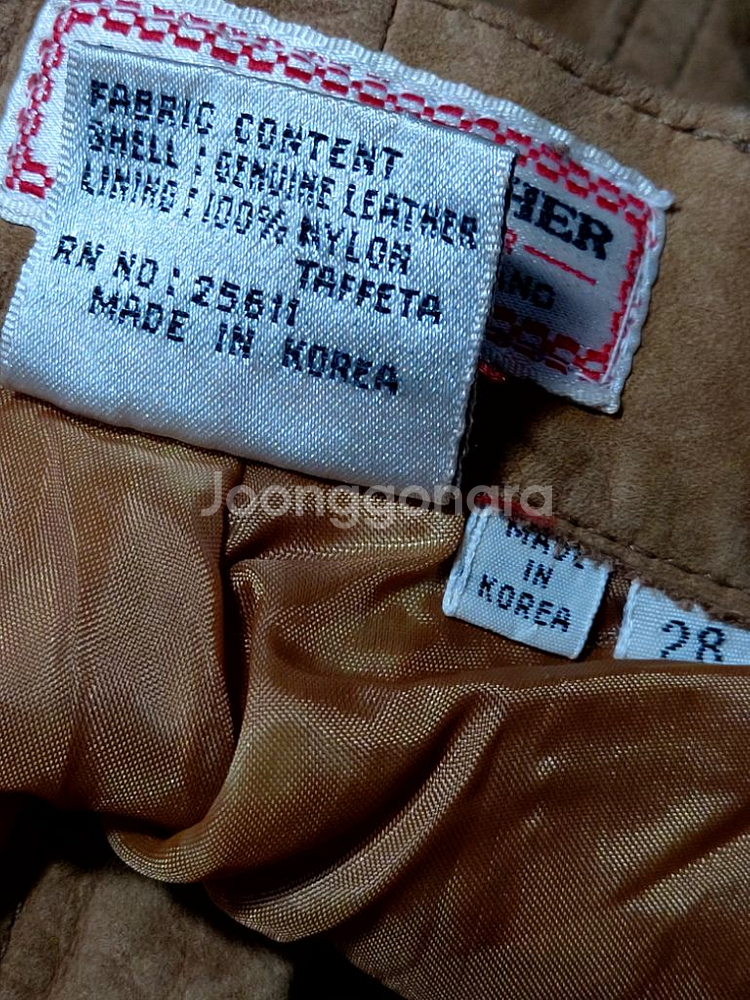 FABRIC CONTENT
SHELL : GENUINE LEATHER
LINING : 100% NYLON
TAFFETA
RN NO : 25611
MADE IN KOREA
HER
Joonggonara
MADE
IN
KOREA
28